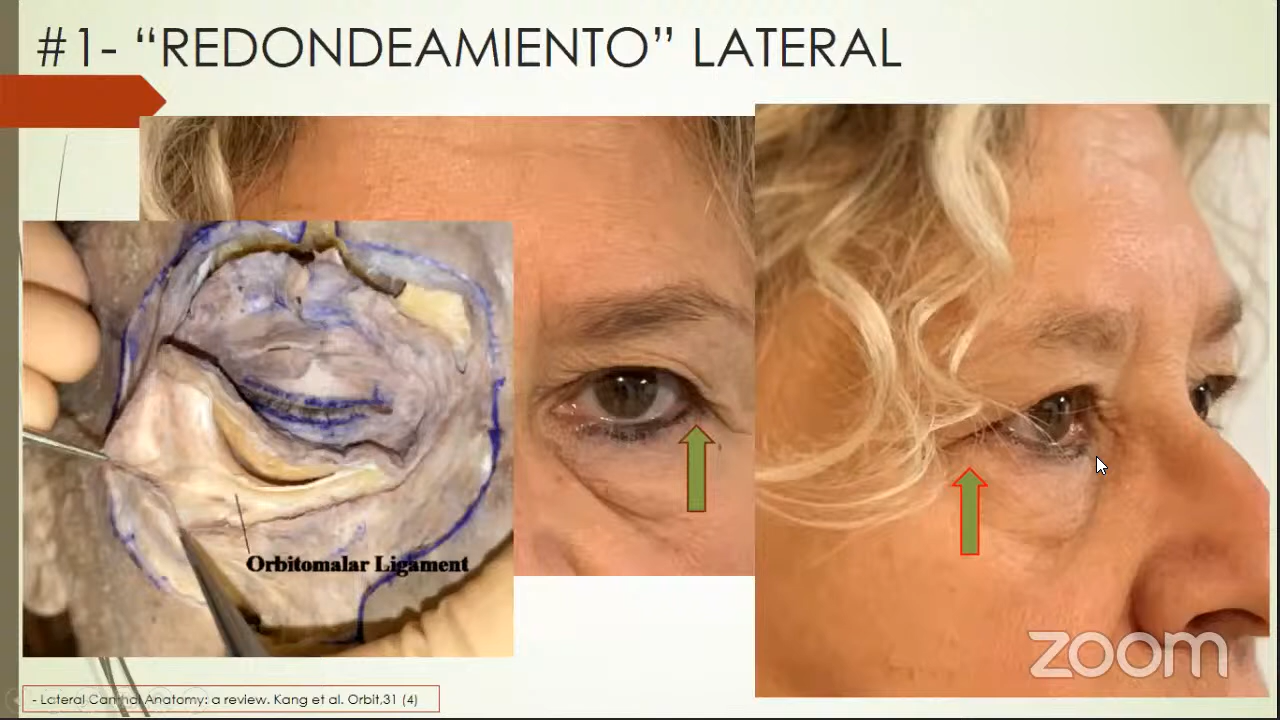 #1- “REDONDEAMIENTO” LATERAL
Orbitomalar Ligament
zoom
- Lateral Canthal Anatomy: a review. Kang et al. Orbit,31 (4)